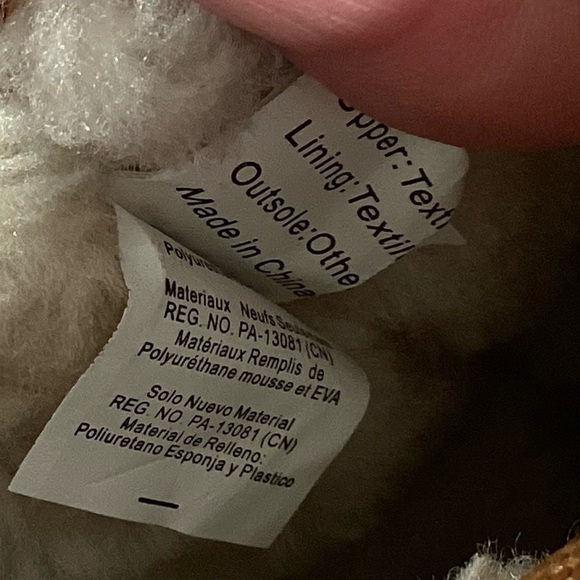 Upper: Text
Lining:Textil
Outsole:Othe
Made in China
Polyuré
Materiaux Neufs
REG. NO. PA-13081 (CN)
Matériaux Remplis de
Polyuréthane mousse et EVA
Solo Nuevo Material
REG. NO. PA-13081 (CN)
Material de Relleno:
Poliuretano Esponja y Plastico